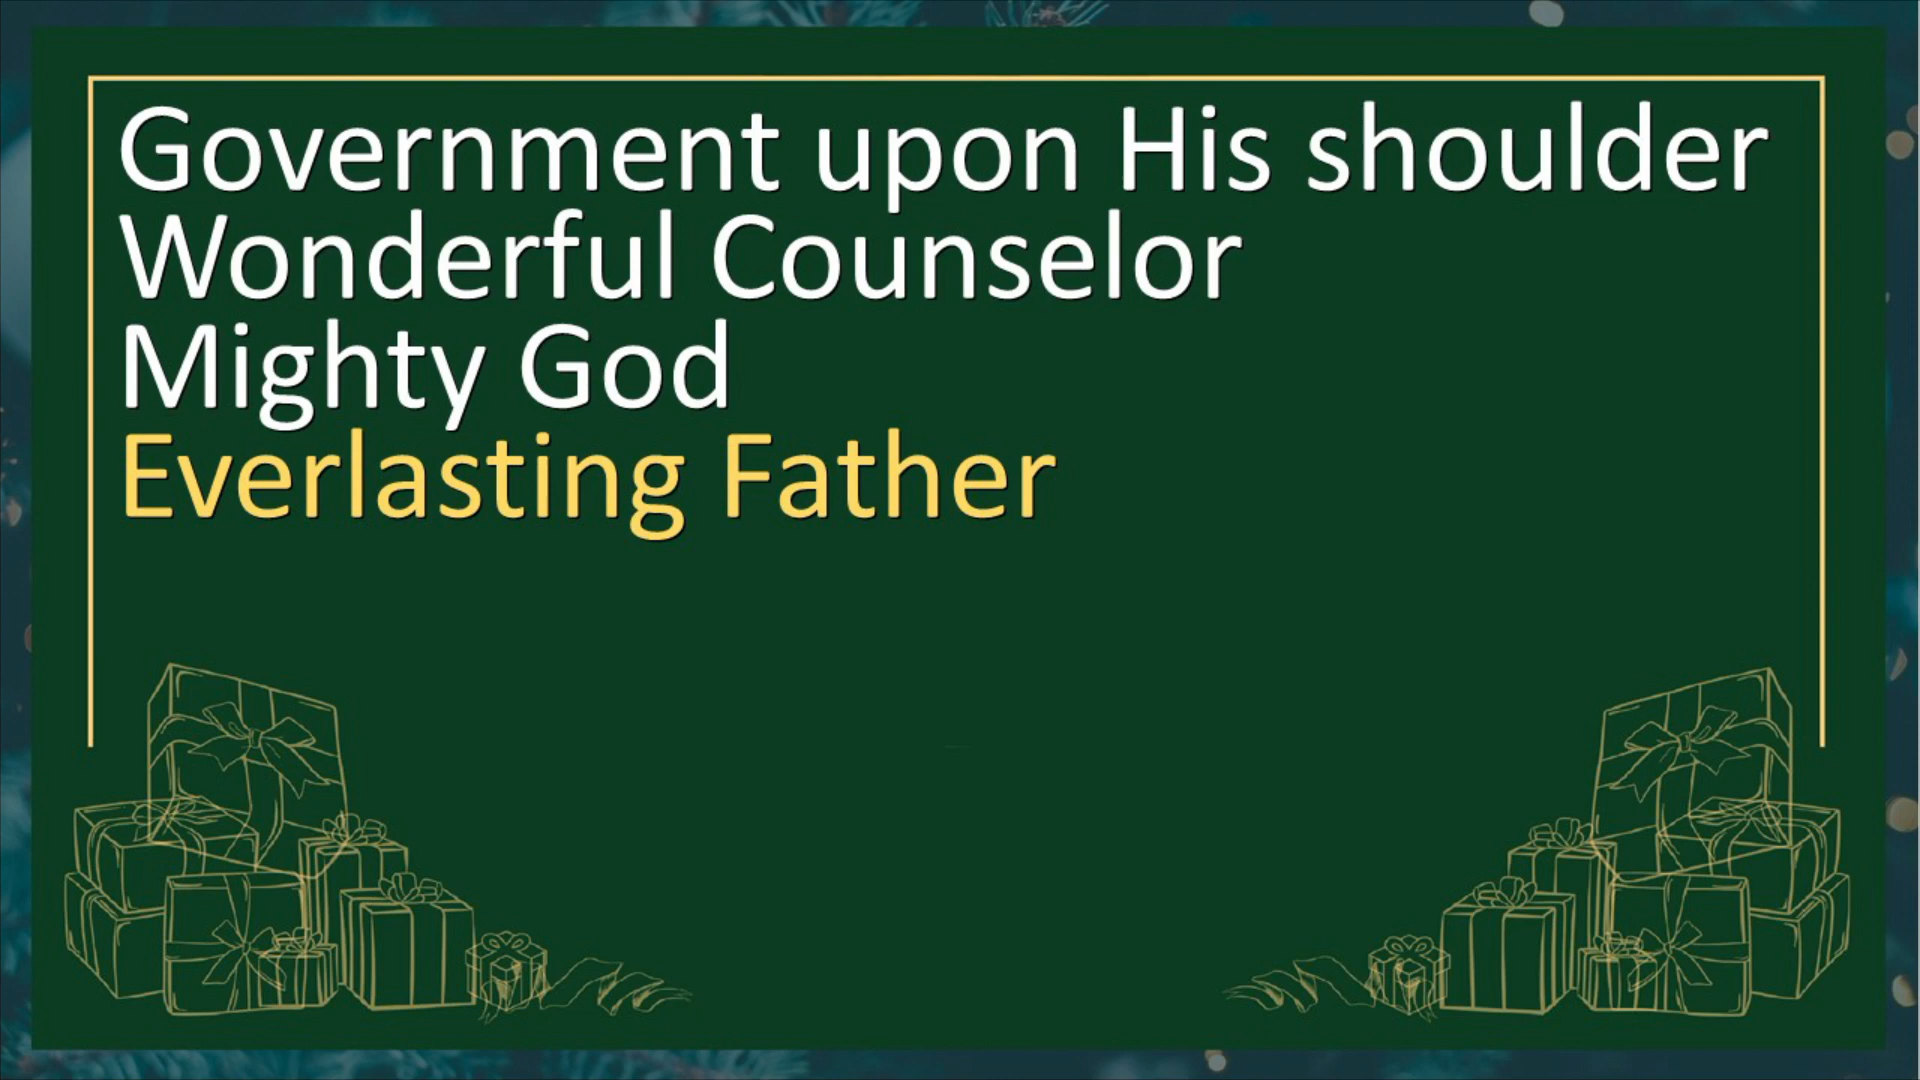 Government upon His shoulder
Wonderful Counselor
Mighty God
Everlasting Father